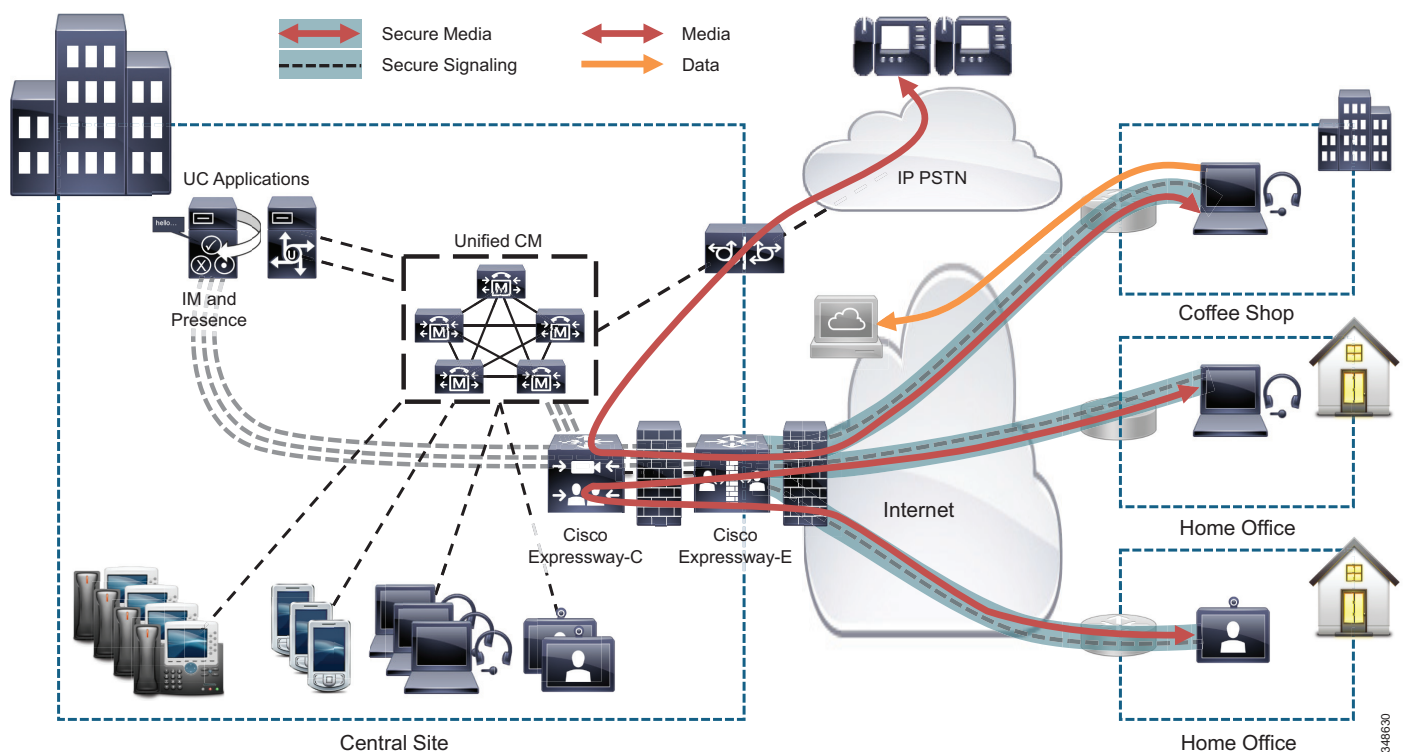 Secure Media
Media
Secure Signaling
Data
UC Applications
hello...
Unified CM
IM and
Presence
IP PSTN
Coffee Shop
Internet
Cisco
Expressway-C
Cisco
Expressway-E
Home Office
Home Office
Central Site
348630
M
M
M
M
M
U